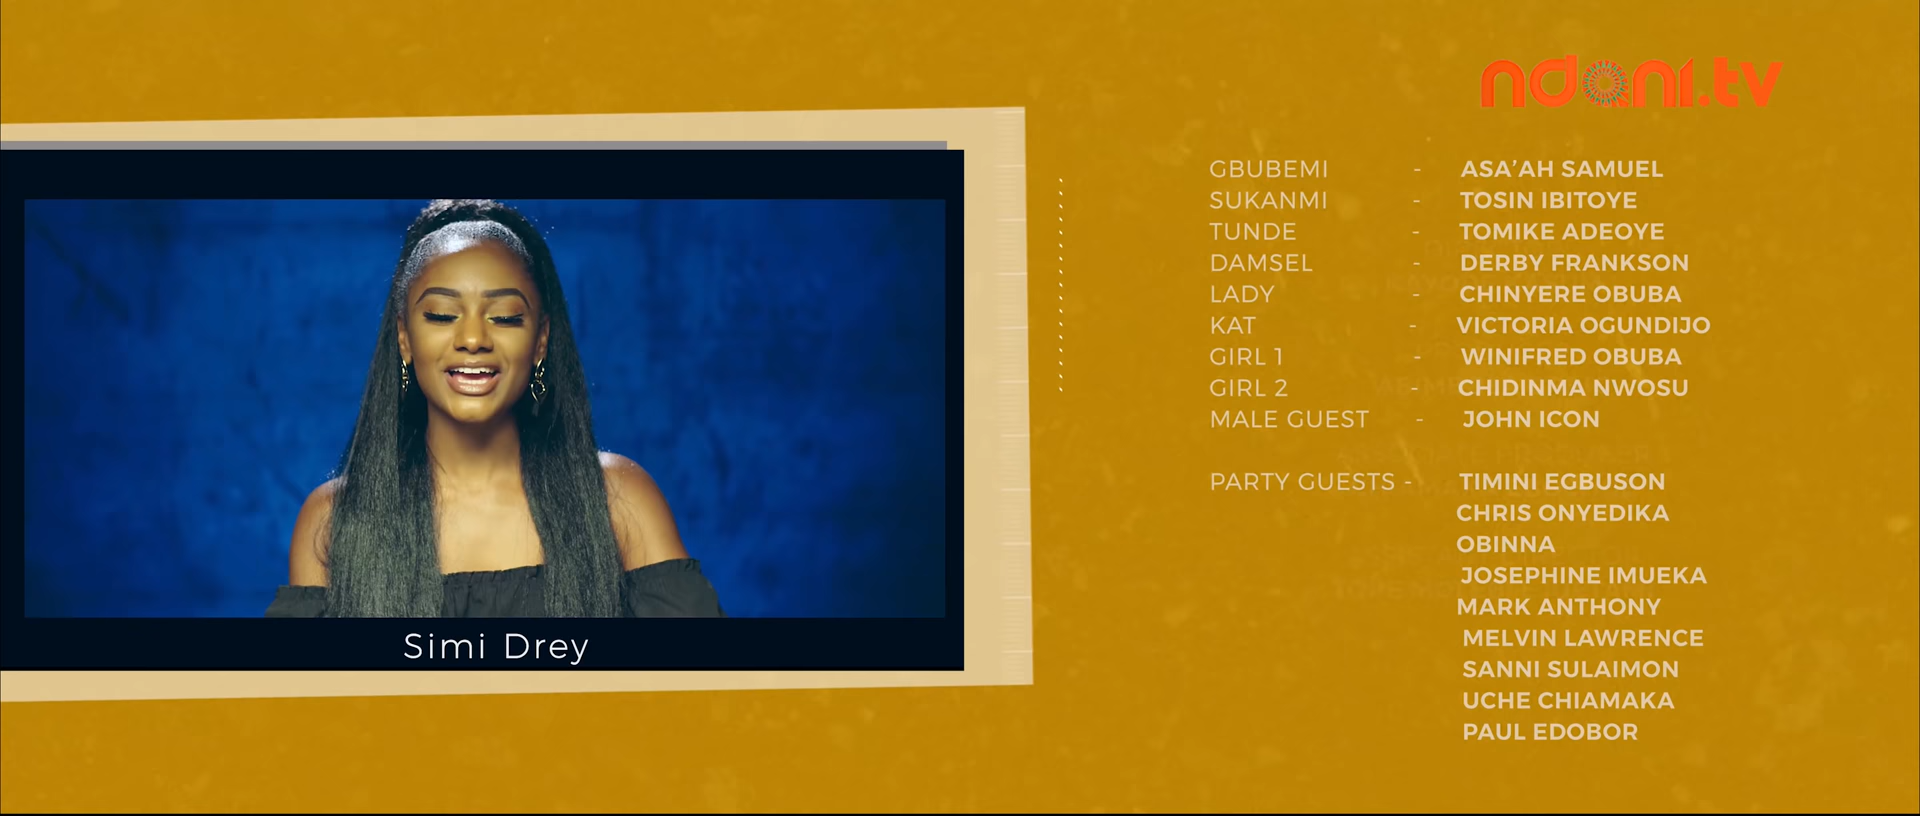 ndani.tv
GBUBEMI - ASA’AH SAMUEL
SUKANMI - TOSIN IBITOYE
TUNDE - TOMIKE ADEOYE
DAMSEL - DERBY FRANKSON
LADY - CHINYERE OBUBA
KAT - VICTORIA OGUNDIJO
GIRL 1 - WINIFRED OBUBA
GIRL 2 - CHIDINMA NWOSU
MALE GUEST - JOHN ICON
PARTY GUESTS - TIMINI EGBUSON
CHRIS ONYEDIKA
OBINNA
JOSEPHINE IMUEKA
MARK ANTHONY
MELVIN LAWRENCE
SANNI SULAIMON
UCHE CHIAMAKA
PAUL EDOBOR
Simi Drey